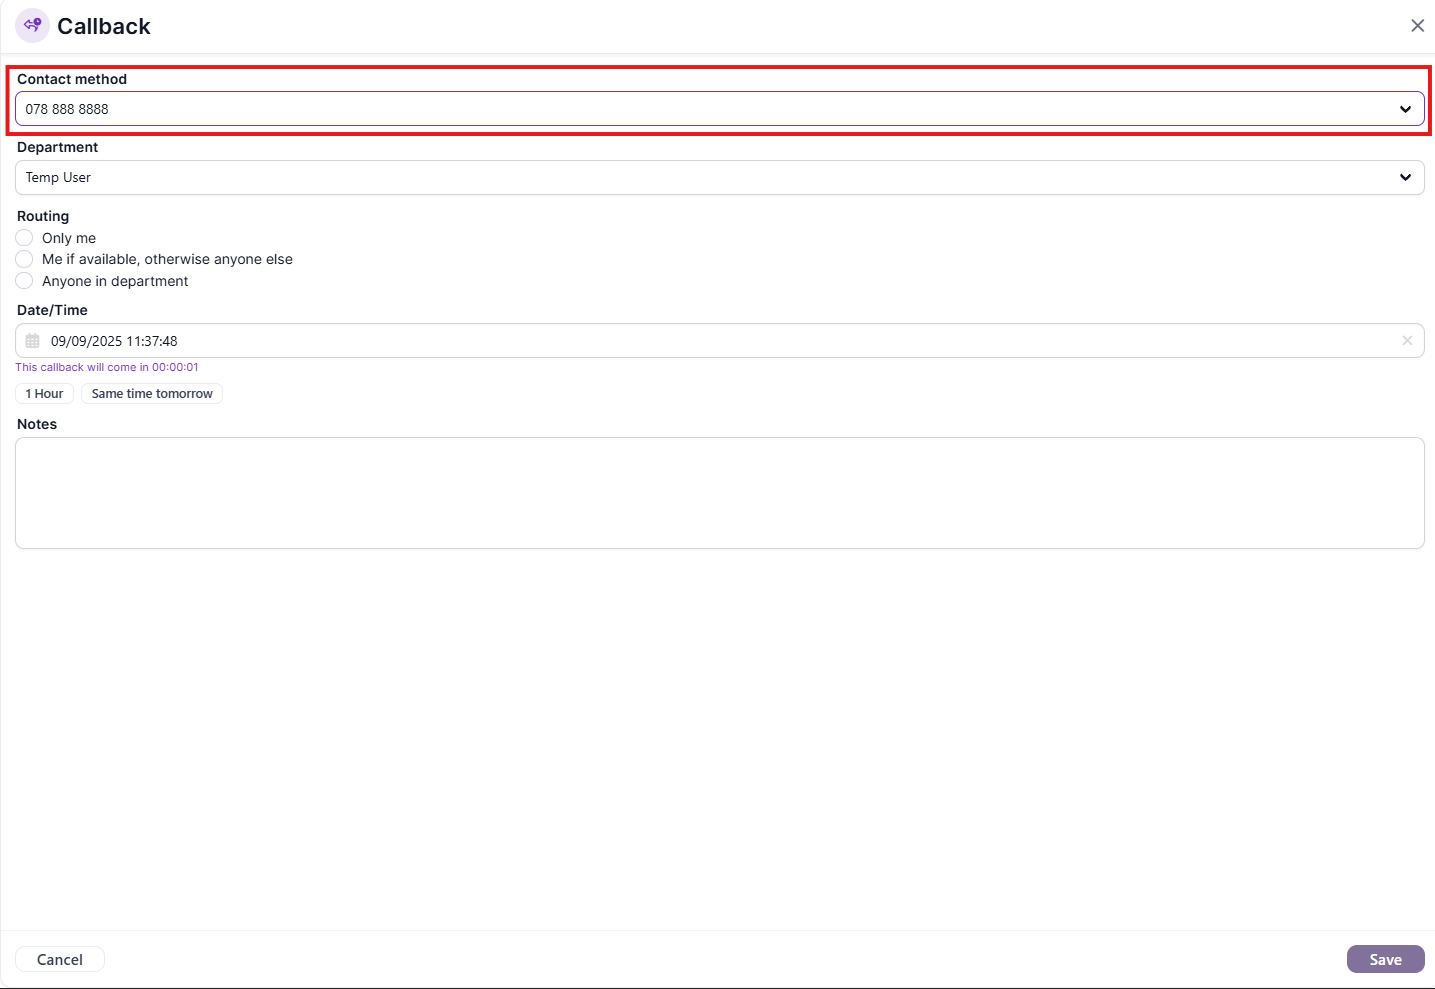 Callback
Contact method
078 888 8888
Department
Temp User
Routing
Only me
Me if available, otherwise anyone else
Anyone in department
Date/Time
09/09/2025 11:37:48
This callback will come in 00:00:01
1 Hour Same time tomorrow
Notes
Cancel Save